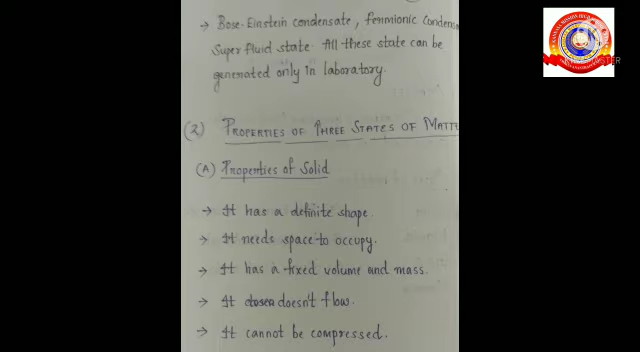 → Bose-Einstein condensate, fermionic condens
Super fluid state. All these state can be
generated only in laboratory.
(2) PROPERTIES OF THREE STATES OF MATT
(A) Properties of Solid
→ It has a definite shape.
→ It needs space to occupy.
→ It has a fixed volume and mass.
→ It doesn't flow.
→ It cannot be compressed.